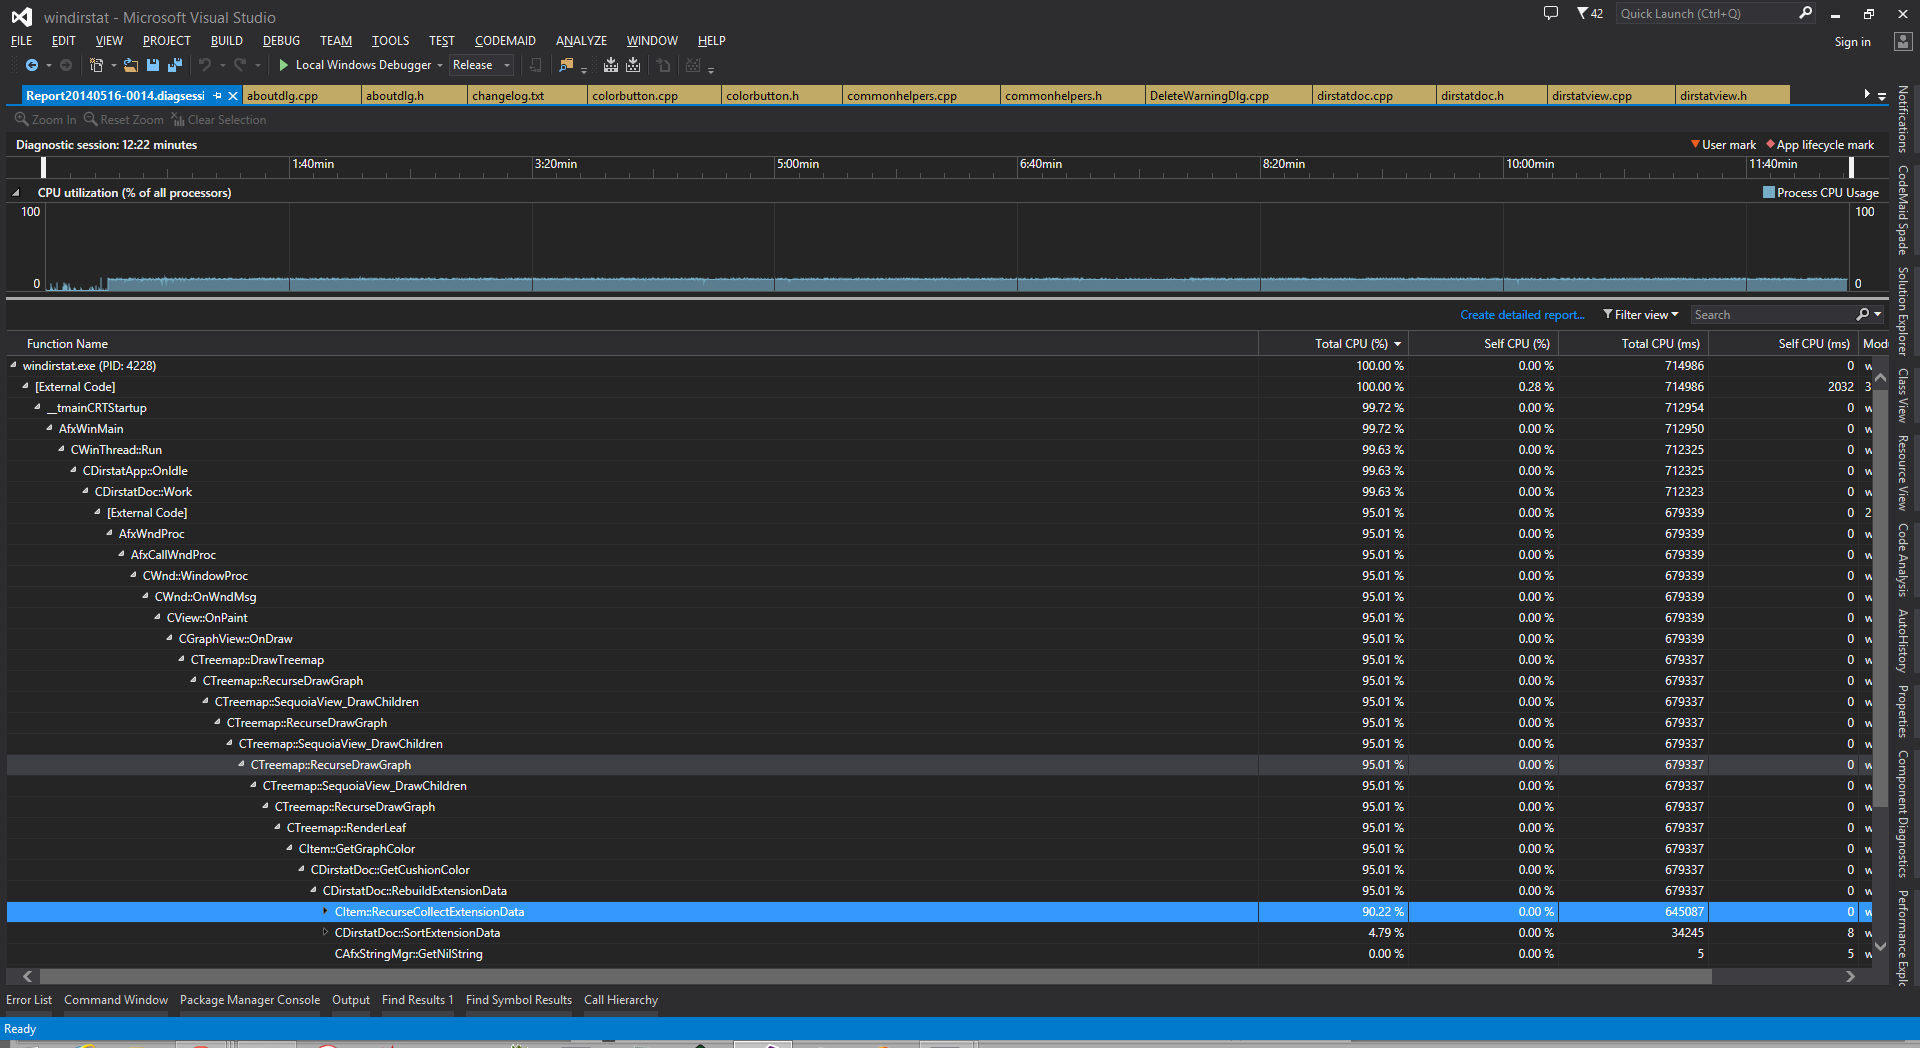 windirstat - Microsoft Visual Studio
42
Quick Launch (Ctrl+Q)
FILE EDIT VIEW PROJECT BUILD DEBUG TEAM TOOLS TEST CODEMAID ANALYZE WINDOW HELP
Sign in
Local Windows Debugger Release
Report20140516-0014.diagsessi aboutdlg.cpp aboutdlg.h changelog.txt colorbutton.cpp colorbutton.h commonhelpers.cpp commonhelpers.h DeleteWarningDlg.cpp dirstatdoc.cpp dirstatdoc.h dirstatview.cpp dirstatview.h
Zoom In Reset Zoom Clear Selection
Diagnostic session: 12:22 minutes
User mark App lifecycle mark
1:40min 3:20min 5:00min 6:40min 8:20min 10:00min 11:40min
CPU utilization (% of all processors)
Process CPU Usage
100 100
0 0
Create detailed report... Filter view Search
Function Name Total CPU (%) Self CPU (%) Total CPU (ms) Self CPU (ms) Modu
windirstat.exe (PID: 4228) 100.00 % 0.00 % 714986 0 w
[External Code] 100.00 % 0.28 % 714986 2032 3
__tmainCRTStartup 99.72 % 0.00 % 712954 0 w
AfxWinMain 99.72 % 0.00 % 712950 0 w
CWinThread::Run 99.63 % 0.00 % 712325 0 w
CDirstatApp::OnIdle 99.63 % 0.00 % 712325 0 w
CDirstatDoc::Work 99.63 % 0.00 % 712323 0 w
[External Code] 95.01 % 0.00 % 679339 0 2
AfxWndProc 95.01 % 0.00 % 679339 0 w
AfxCallWndProc 95.01 % 0.00 % 679339 0 w
CWnd::WindowProc 95.01 % 0.00 % 679339 0 w
CWnd::OnWndMsg 95.01 % 0.00 % 679339 0 w
CView::OnPaint 95.01 % 0.00 % 679339 0 w
CGraphView::OnDraw 95.01 % 0.00 % 679339 0 w
CTreemap::DrawTreemap 95.01 % 0.00 % 679337 0 w
CTreemap::RecurseDrawGraph 95.01 % 0.00 % 679337 0 w
CTreemap::SequoiaView_DrawChildren 95.01 % 0.00 % 679337 0 w
CTreemap::RecurseDrawGraph 95.01 % 0.00 % 679337 0 w
CTreemap::SequoiaView_DrawChildren 95.01 % 0.00 % 679337 0 w
CTreemap::RecurseDrawGraph 95.01 % 0.00 % 679337 0 w
CTreemap::SequoiaView_DrawChildren 95.01 % 0.00 % 679337 0 w
CTreemap::RecurseDrawGraph 95.01 % 0.00 % 679337 0 w
CTreemap::RenderLeaf 95.01 % 0.00 % 679337 0 w
CItem::GetGraphColor 95.01 % 0.00 % 679337 0 w
CDirstatDoc::GetCushionColor 95.01 % 0.00 % 679337 0 w
CDirstatDoc::RebuildExtensionData 95.01 % 0.00 % 679337 0 w
CItem::RecurseCollectExtensionData 90.22 % 0.00 % 645087 0 w
CDirstatDoc::SortExtensionData 4.79 % 0.00 % 34245 8 w
CAfxStringMgr::GetNilString 0.00 % 0.00 % 5 5 w
Notifications
CodeMaid Spade
Solution Explorer
Class View
Resource View
Code Analysis
AutoHistory
Properties
Component Diagnostics
Performance Explo
Error List Command Window Package Manager Console Output Find Results 1 Find Symbol Results Call Hierarchy
Ready